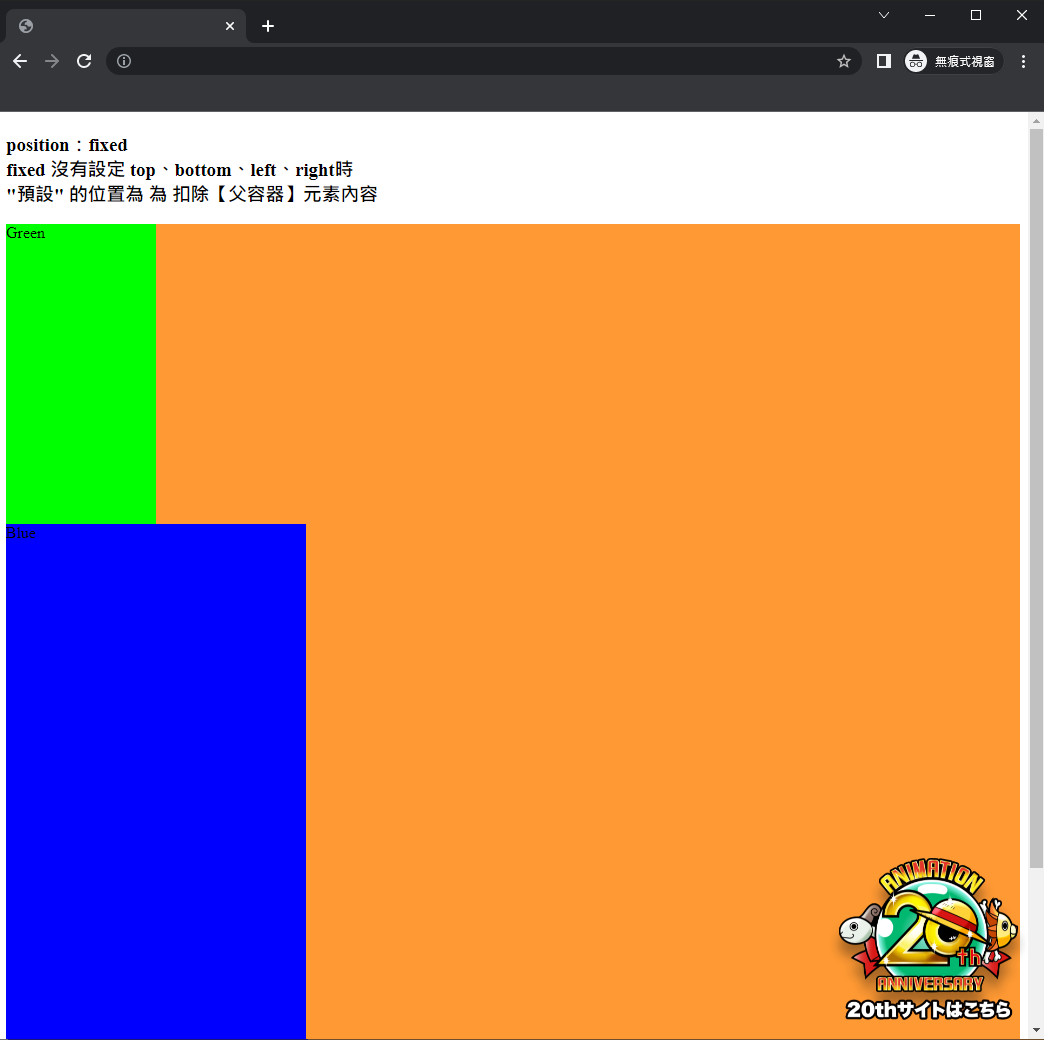 無痕式視窗
position：fixed
fixed 沒有設定 top、bottom、left、right時
"預設" 的位置為 為 扣除【父容器】元素內容
Green
Blue
ANIMATION
20th
ANNIVERSARY
20thサイトはこちら